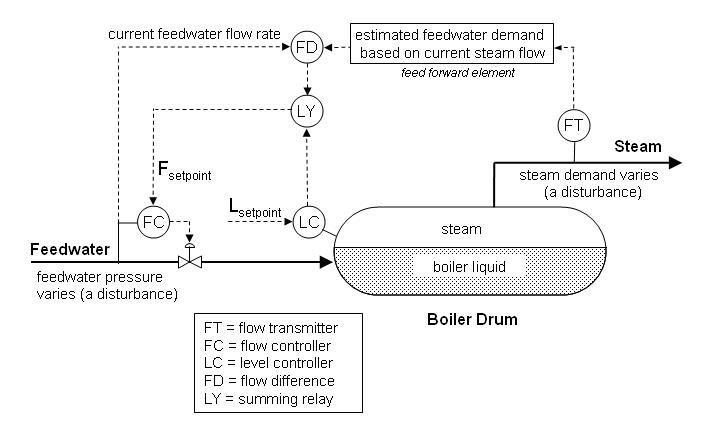 current feedwater flow rate
FD
estimated feedwater demand
based on current steam flow
feed forward element
LY
FT
Steam
steam demand varies
(a disturbance)
Fsetpoint
Lsetpoint
FC
LC
steam
Feedwater
boiler liquid
feedwater pressure
varies (a disturbance)
Boiler Drum
FT = flow transmitter
FC = flow controller
LC = level controller
FD = flow difference
LY = summing relay